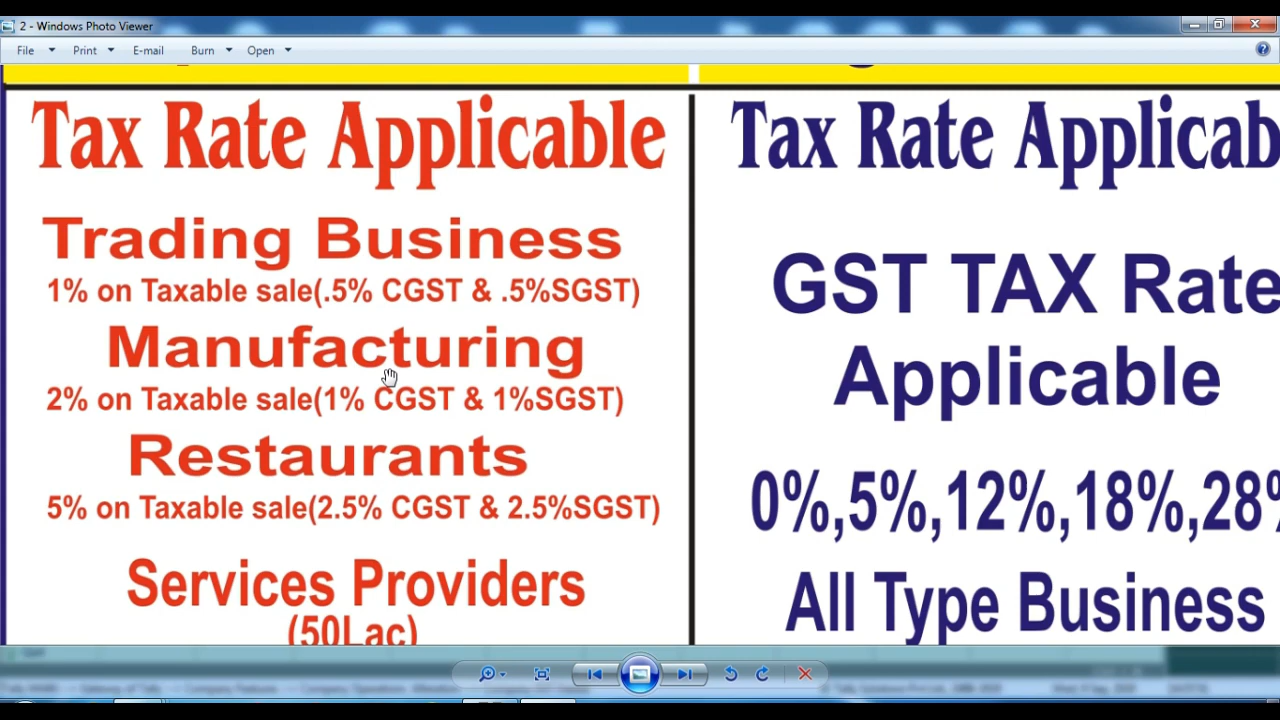 2 - Windows Photo Viewer
File Print E-mail Burn Open
Tax Rate Applicable
Trading Business
1% on Taxable sale(.5% CGST & .5%SGST)
Manufacturing
2% on Taxable sale(1% CGST & 1%SGST)
Restaurants
5% on Taxable sale(2.5% CGST & 2.5%SGST)
Services Providers
(50Lac)
Tax Rate Applicab
GST TAX Rate
Applicable
0%,5%,12%,18%,28%
All Type Business